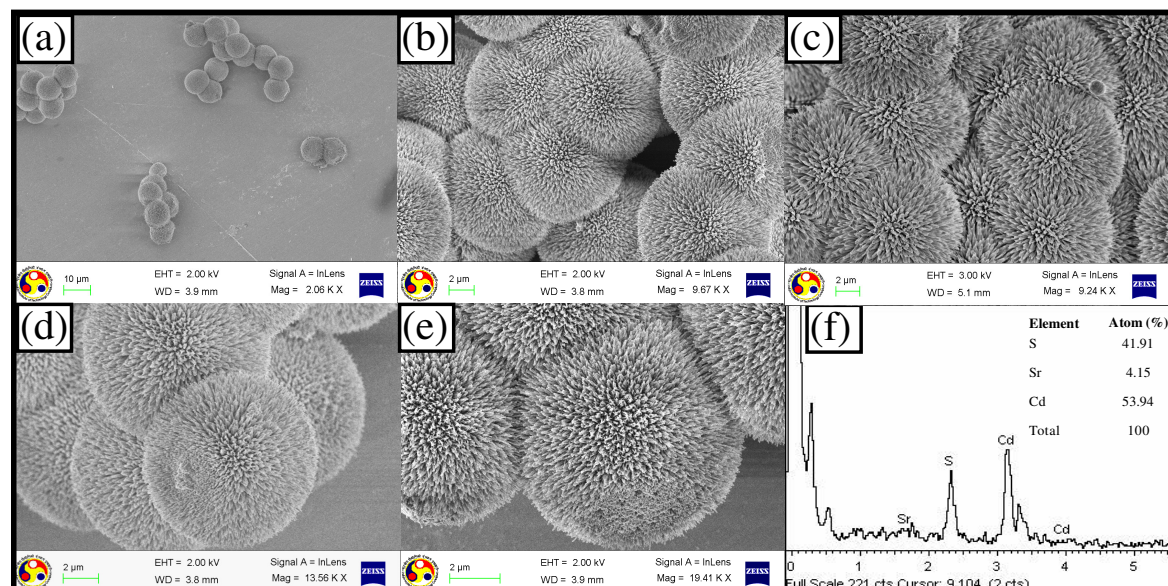 (a)
10 µm
EHT = 2.00 kV
WD = 3.9 mm
Signal A = InLens
Mag = 2.06 K X
ZEISS
(b)
2 µm
EHT = 2.00 kV
WD = 3.8 mm
Signal A = InLens
Mag = 9.67 K X
ZEISS
(c)
2 µm
EHT = 3.00 kV
WD = 5.1 mm
Signal A = InLens
Mag = 9.24 K X
ZEISS
(d)
2 µm
EHT = 2.00 kV
WD = 3.8 mm
Signal A = InLens
Mag = 13.56 K X
ZEISS
(e)
2 µm
EHT = 2.00 kV
WD = 3.9 mm
Signal A = InLens
Mag = 19.41 K X
ZEISS
(f)
Element Atom (%)
S 41.91
Sr 4.15
Cd 53.94
Total 100
Cd
S
Sr
Cd
0 1 2 3 4 5
Full Scale 221 cts Cursor: 9.104 (2 cts)